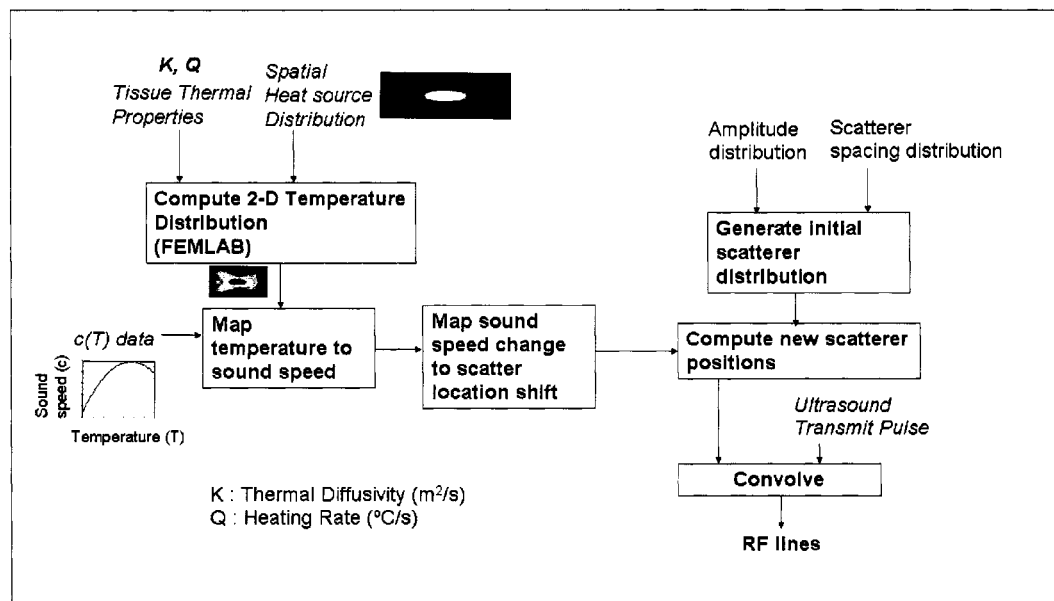 K, Q
Tissue Thermal
Properties
Spatial
Heat source
Distribution
Amplitude
distribution
Scatterer
spacing distribution
Compute 2-D Temperature
Distribution
(FEMLAB)
Generate initial
scatterer
distribution
c(T) data
Map
temperature to
sound speed
Map sound
speed change
to scatter
location shift
Compute new scatterer
positions
Sound
speed (c)
Temperature (T)
Ultrasound
Transmit Pulse
Convolve
K : Thermal Diffusivity (m²/s)
Q : Heating Rate (ºC/s)
RF lines